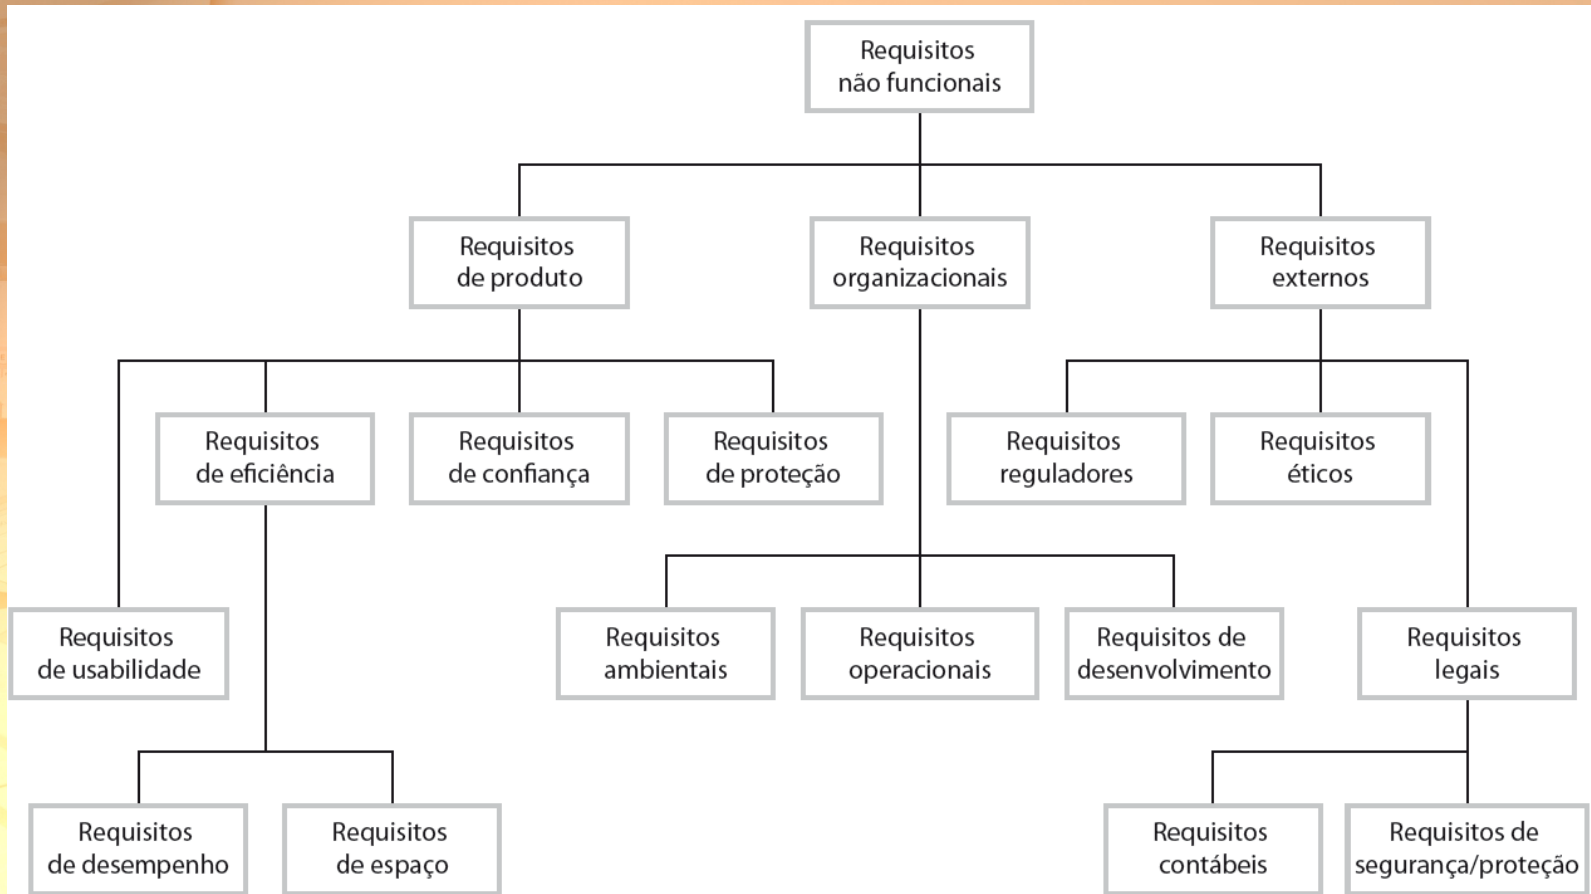 Requisitos
não funcionais
Requisitos
de produto
Requisitos
organizacionais
Requisitos
externos
Requisitos
de eficiência
Requisitos
de confiança
Requisitos
de proteção
Requisitos
reguladores
Requisitos
éticos
Requisitos
de usabilidade
Requisitos
ambientais
Requisitos
operacionais
Requisitos de
desenvolvimento
Requisitos
legais
Requisitos
de desempenho
Requisitos
de espaço
Requisitos
contábeis
Requisitos de
segurança/proteção